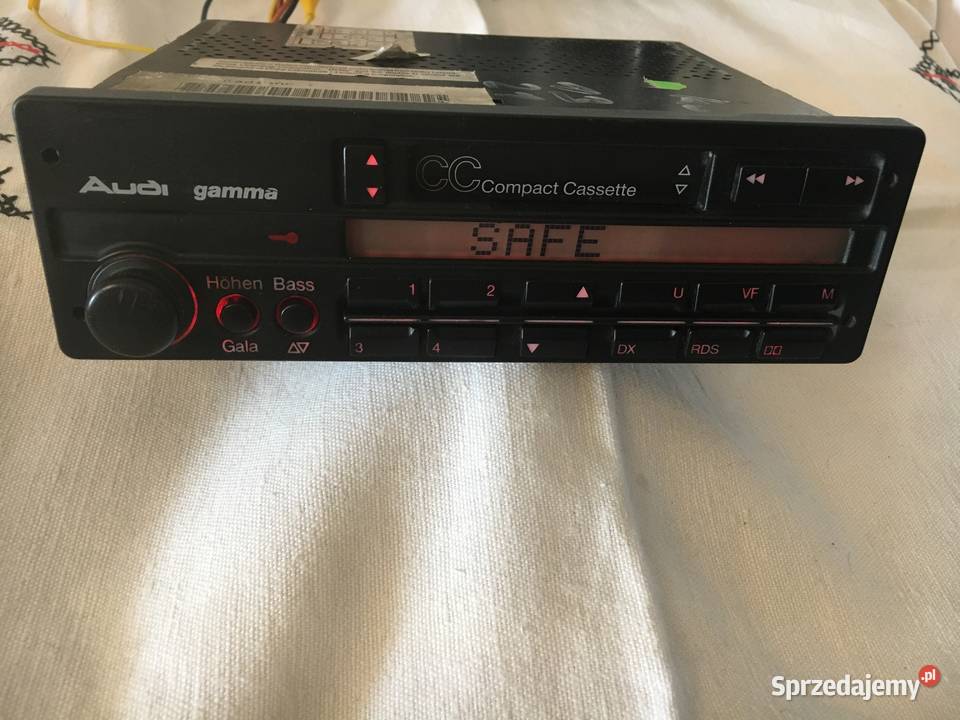 Audi gamma
CC Compact Cassette
SAFE
Höhen Bass
Gala
1 2 U VF M
3 4 DX RDS
Sprzedajemy.pl